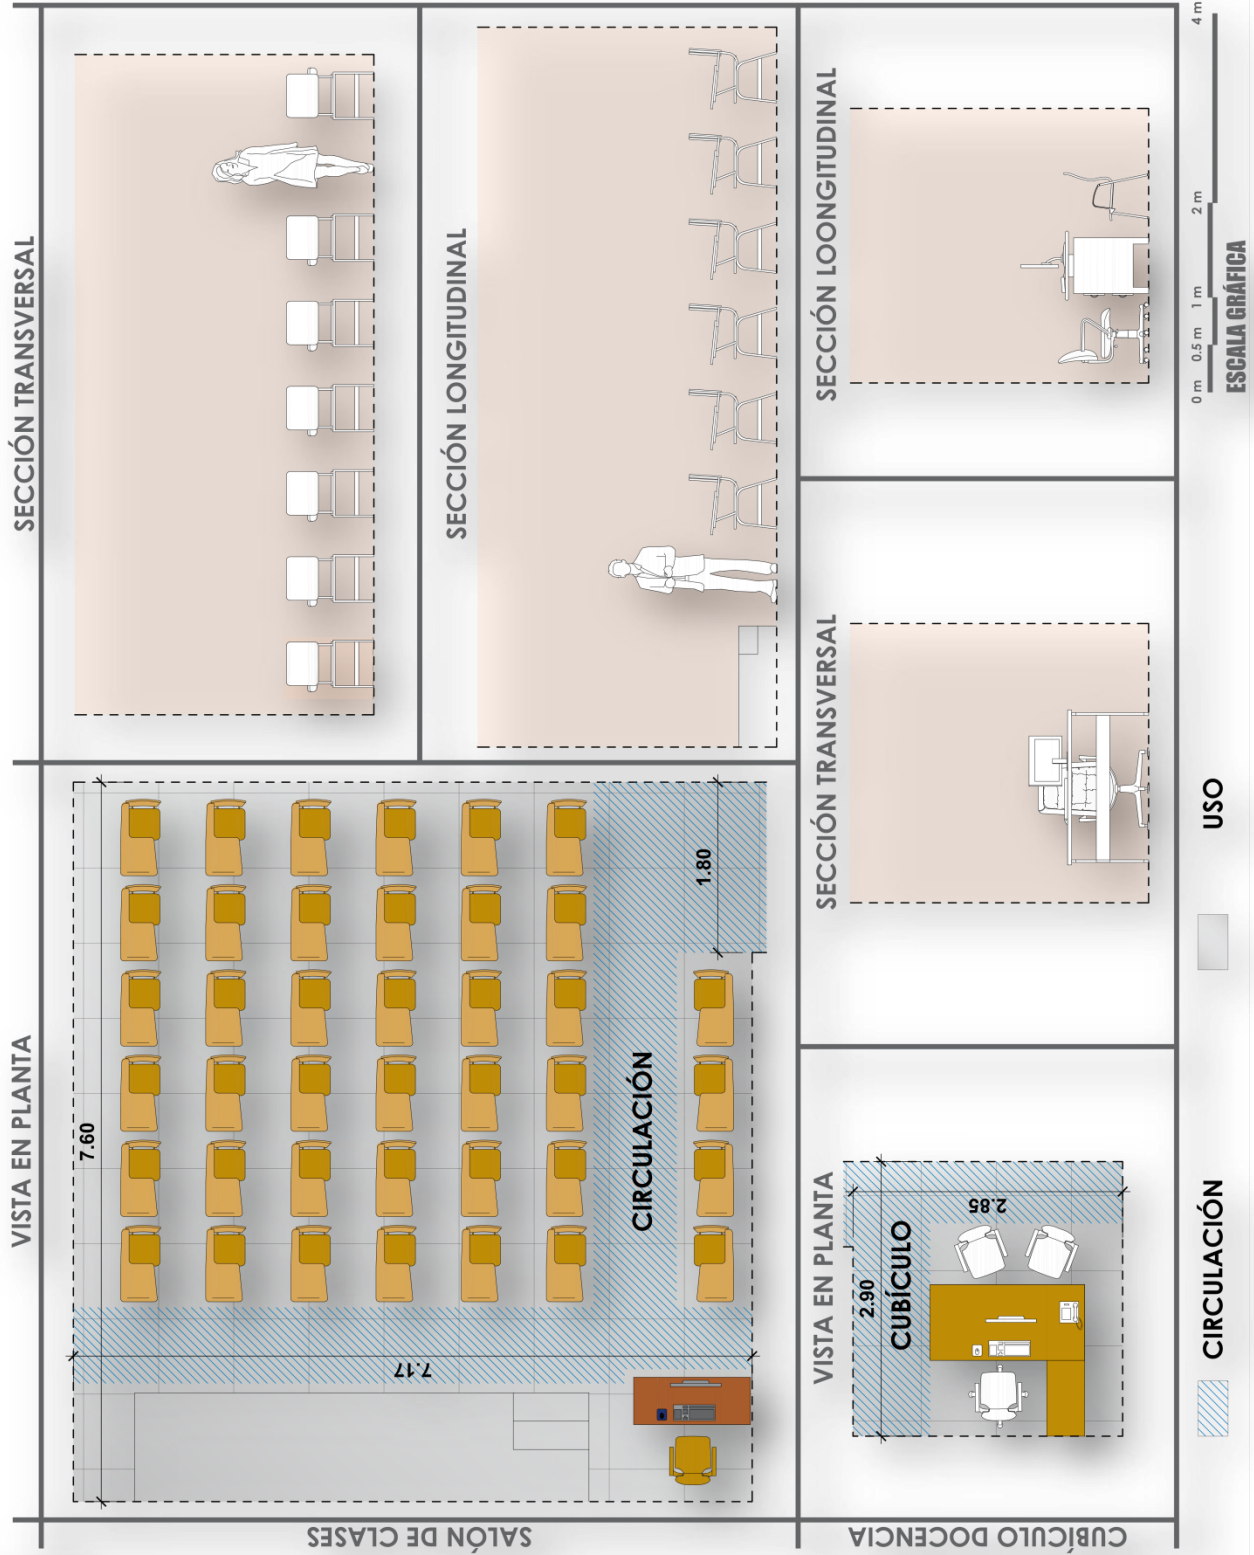 SALÓN DE CLASES
VISTA EN PLANTA
7.60
7.17
CIRCULACIÓN
1.80
SECCIÓN TRANSVERSAL
SECCIÓN LONGITUDINAL
CUBÍCULO DOCENCIA
VISTA EN PLANTA
2.90
CUBÍCULO
2.85
SECCIÓN TRANSVERSAL
SECCIÓN LOONGITUDINAL
CIRCULACIÓN
USO
0 m 0.5 m 1 m 2 m 4 m
ESCALA GRÁFICA